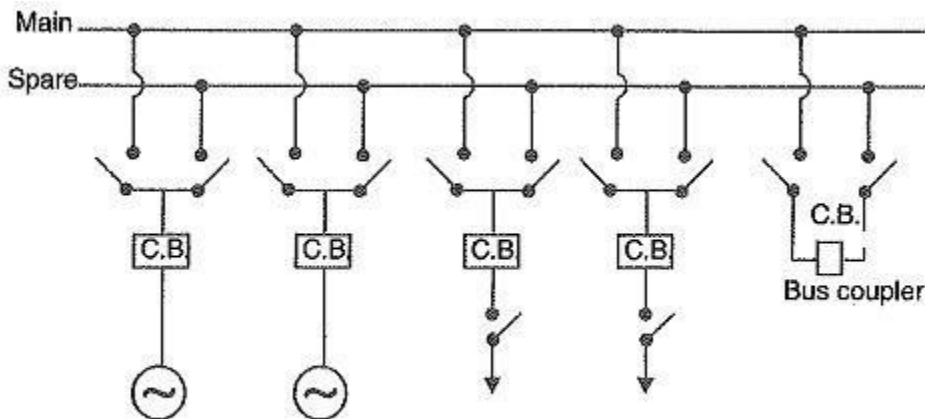 Main
Spare
C.B.
C.B. C.B. C.B. C.B.
Bus coupler